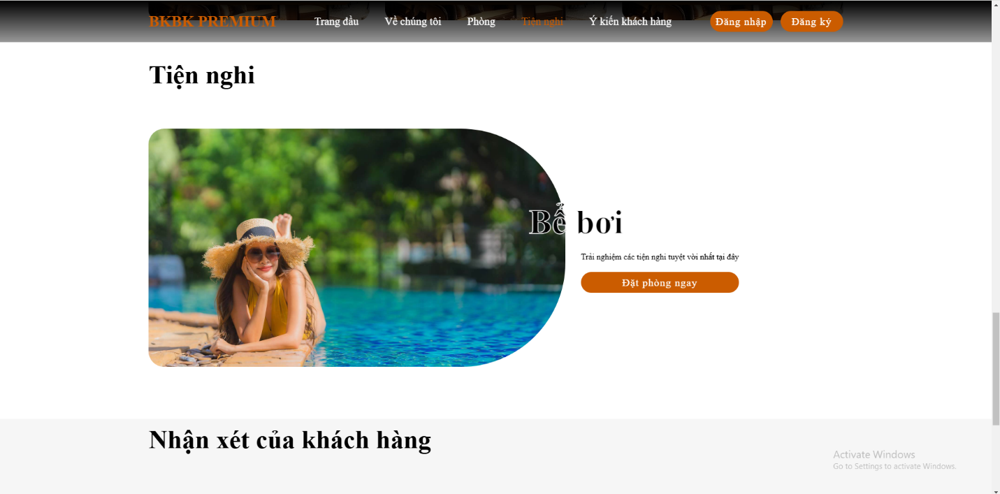 BKBK PREMIUM Trang đầu Về chúng tôi Phòng Tiện nghi Ý kiến khách hàng Đăng nhập Đăng ký
Tiện nghi
Bể bơi
Trải nghiệm các tiện nghi tuyệt vời nhất tại đây
Đặt phòng ngay
Nhận xét của khách hàng
Activate Windows
Go to Settings to activate Windows.